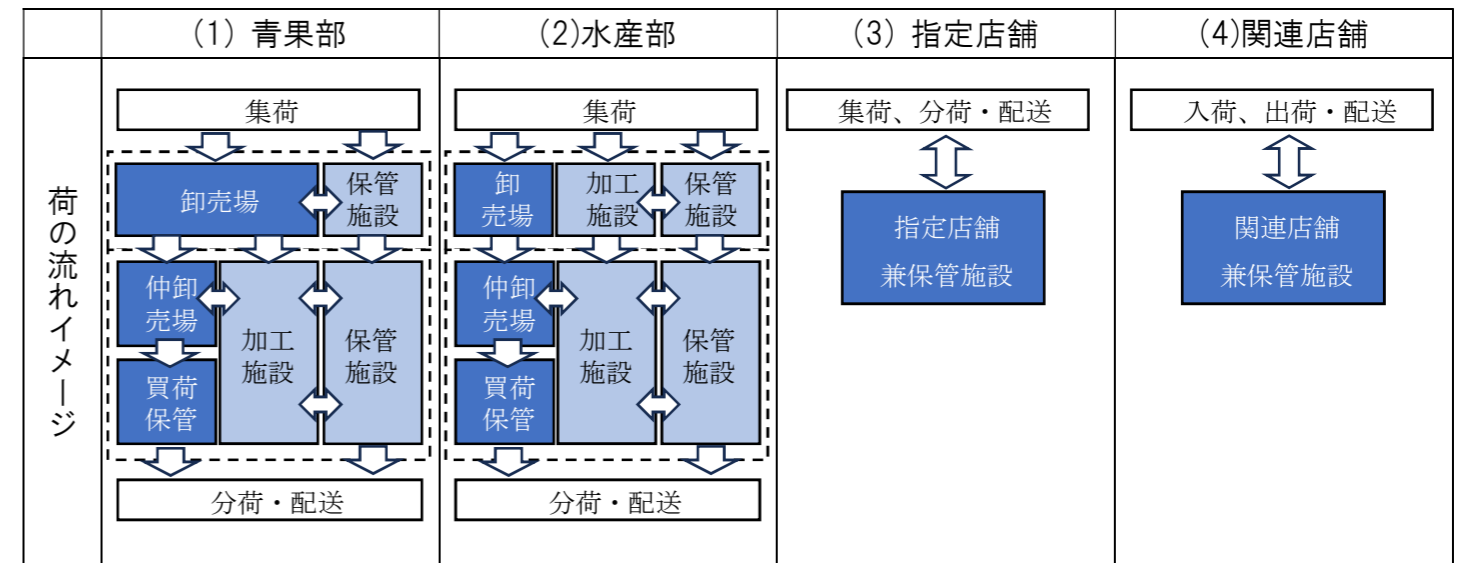 (1) 青果部
(2)水産部
(3) 指定店舗
(4)関連店舗
荷の流れイメージ
集荷
卸売場
保管
施設
仲卸
売場
加工
施設
保管
施設
買荷
保管
分荷・配送
集荷
卸
売場
加工
施設
保管
施設
仲卸
売場
加工
施設
保管
施設
買荷
保管
分荷・配送
集荷、分荷・配送
指定店舗
兼保管施設
入荷、出荷・配送
関連店舗
兼保管施設